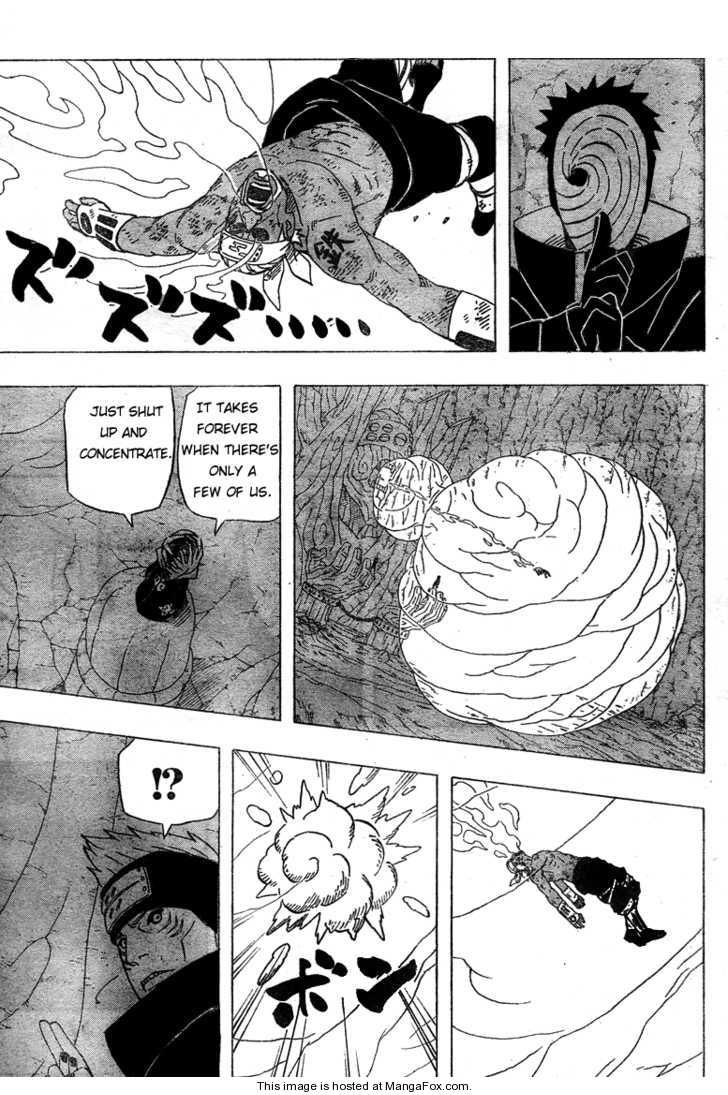 鉄
ズズズ…
IT TAKES
FOREVER
WHEN THERE'S
ONLY A
FEW OF US.
JUST SHUT
UP AND
CONCENTRATE.
ボン
!?
This image is hosted at MangaFox.com.